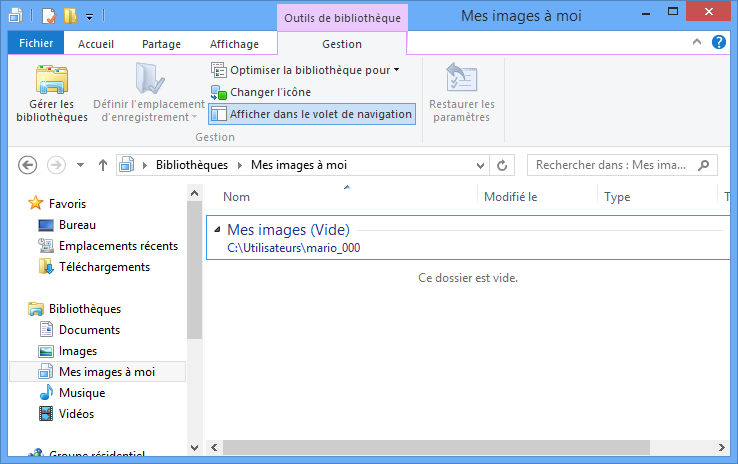 Outils de bibliothèque
Mes images à moi
Fichier
Accueil
Partage
Affichage
Gestion
Gérer les bibliothèques
Définir l'emplacement d'enregistrement
Optimiser la bibliothèque pour
Changer l'icône
Afficher dans le volet de navigation
Restaurer les paramètres
Gestion
Bibliothèques
Mes images à moi
Rechercher dans : Mes ima...
Nom
Modifié le
Type
T
Favoris
Bureau
Emplacements récents
Téléchargements
Bibliothèques
Documents
Images
Mes images à moi
Musique
Vidéos
Groupe résidentiel
Mes images (Vide)
C:\Utilisateurs\mario_000
Ce dossier est vide.